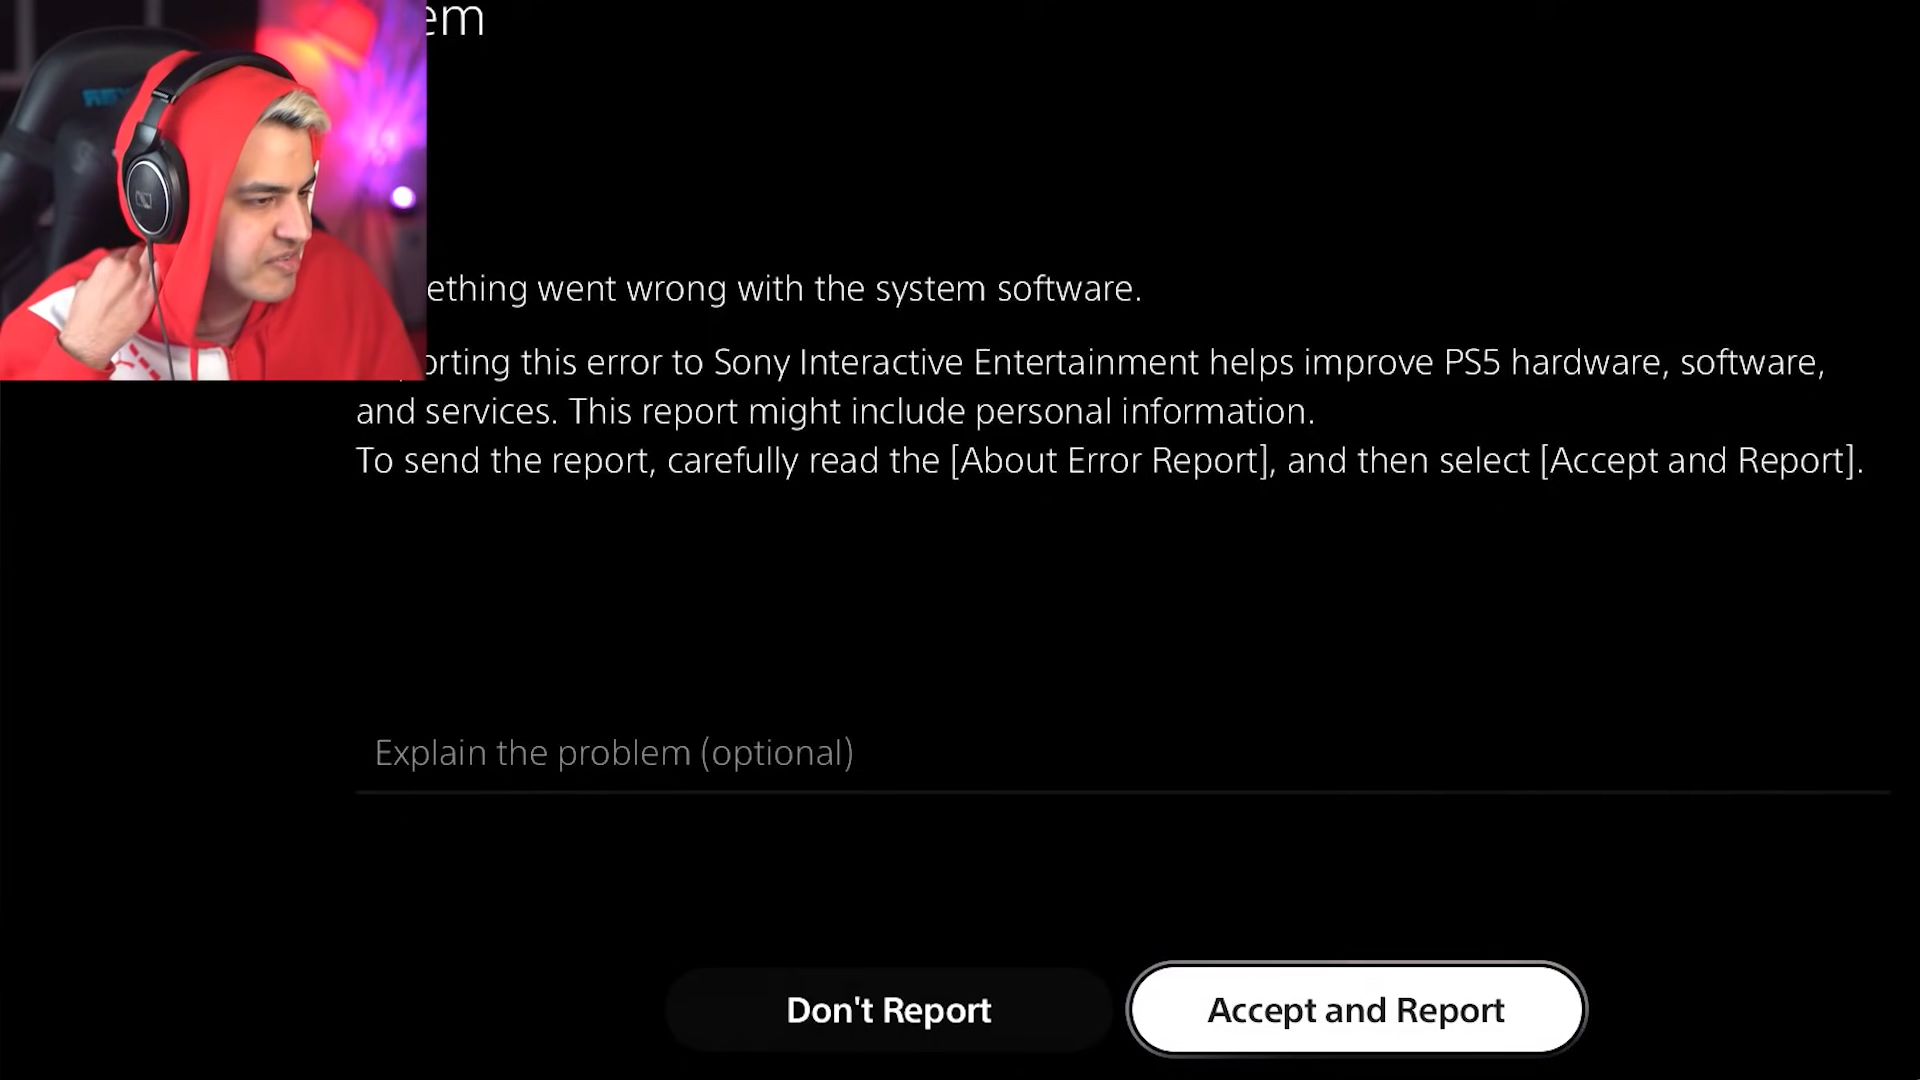 em
ething went wrong with the system software.
orting this error to Sony Interactive Entertainment helps improve PS5 hardware, software,
and services. This report might include personal information.
To send the report, carefully read the [About Error Report], and then select [Accept and Report].
Explain the problem (optional)
Don't Report
Accept and Report